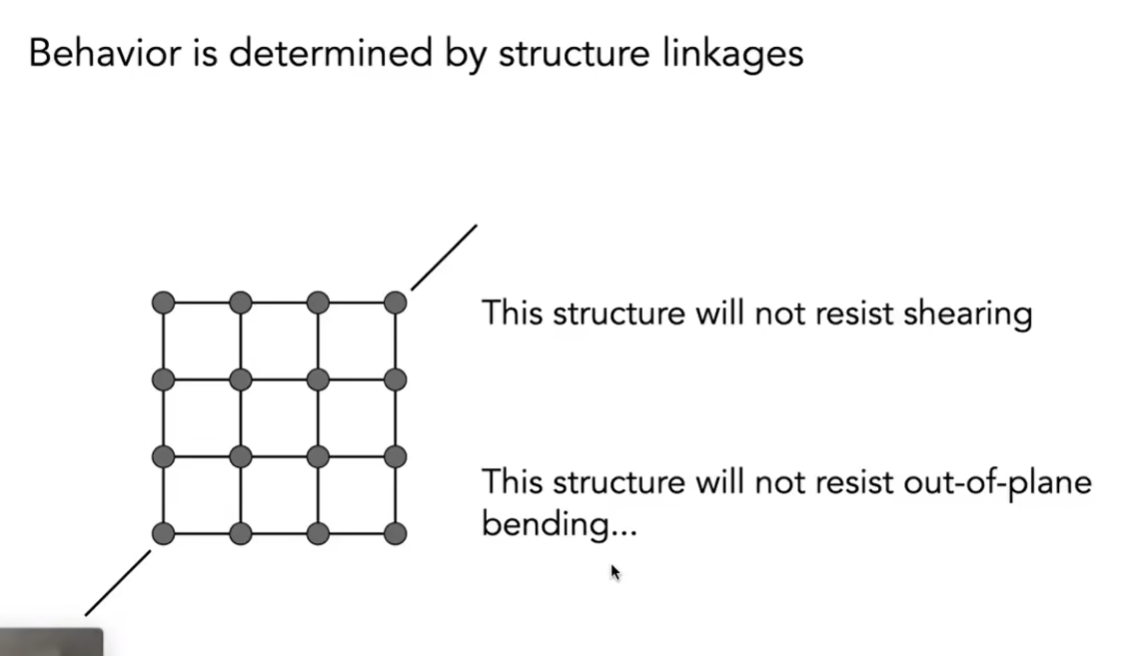 Behavior is determined by structure linkages
This structure will not resist shearing
This structure will not resist out-of-plane
bending...